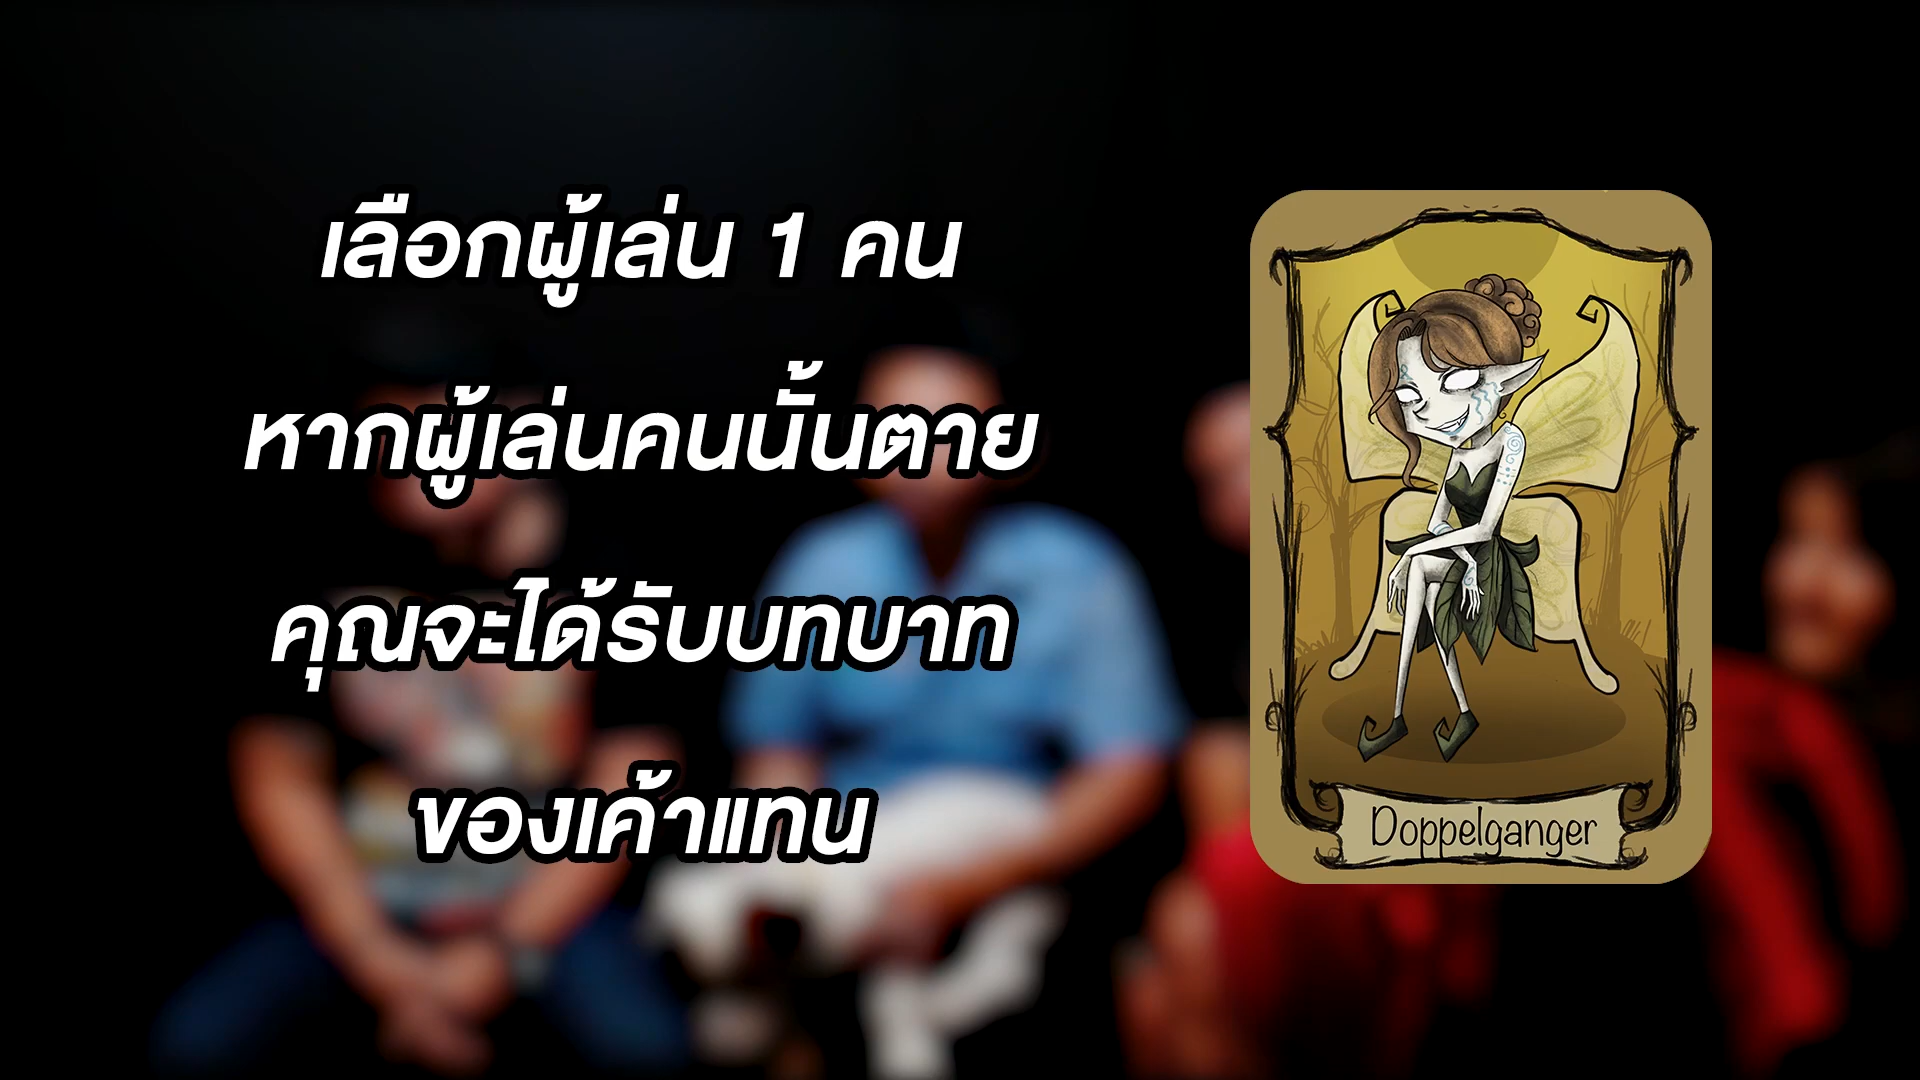 เลือกผู้เล่น 1 คน
หากผู้เล่นคนนั้นตาย
คุณจะได้รับบทบาท
ของเค้าแทน
Doppelganger